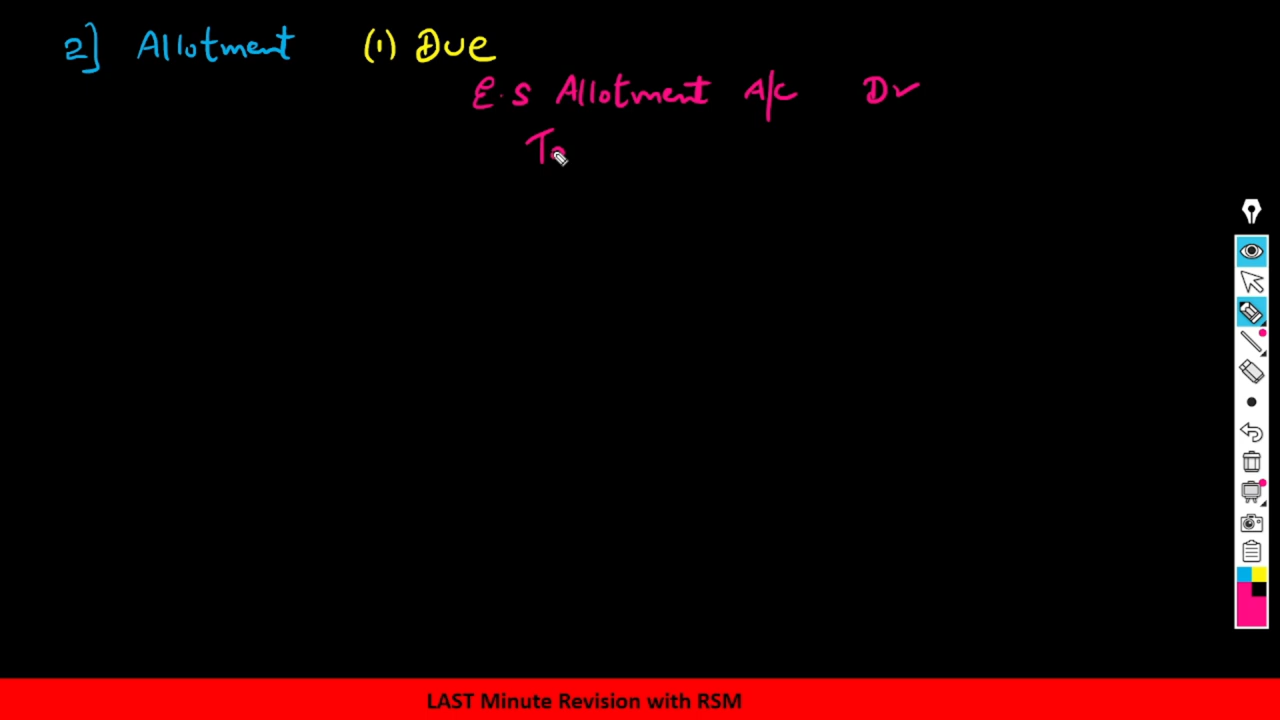 2] Allotment (1) Due
E.S Allotment A/c Dr
To
LAST Minute Revision with RSM